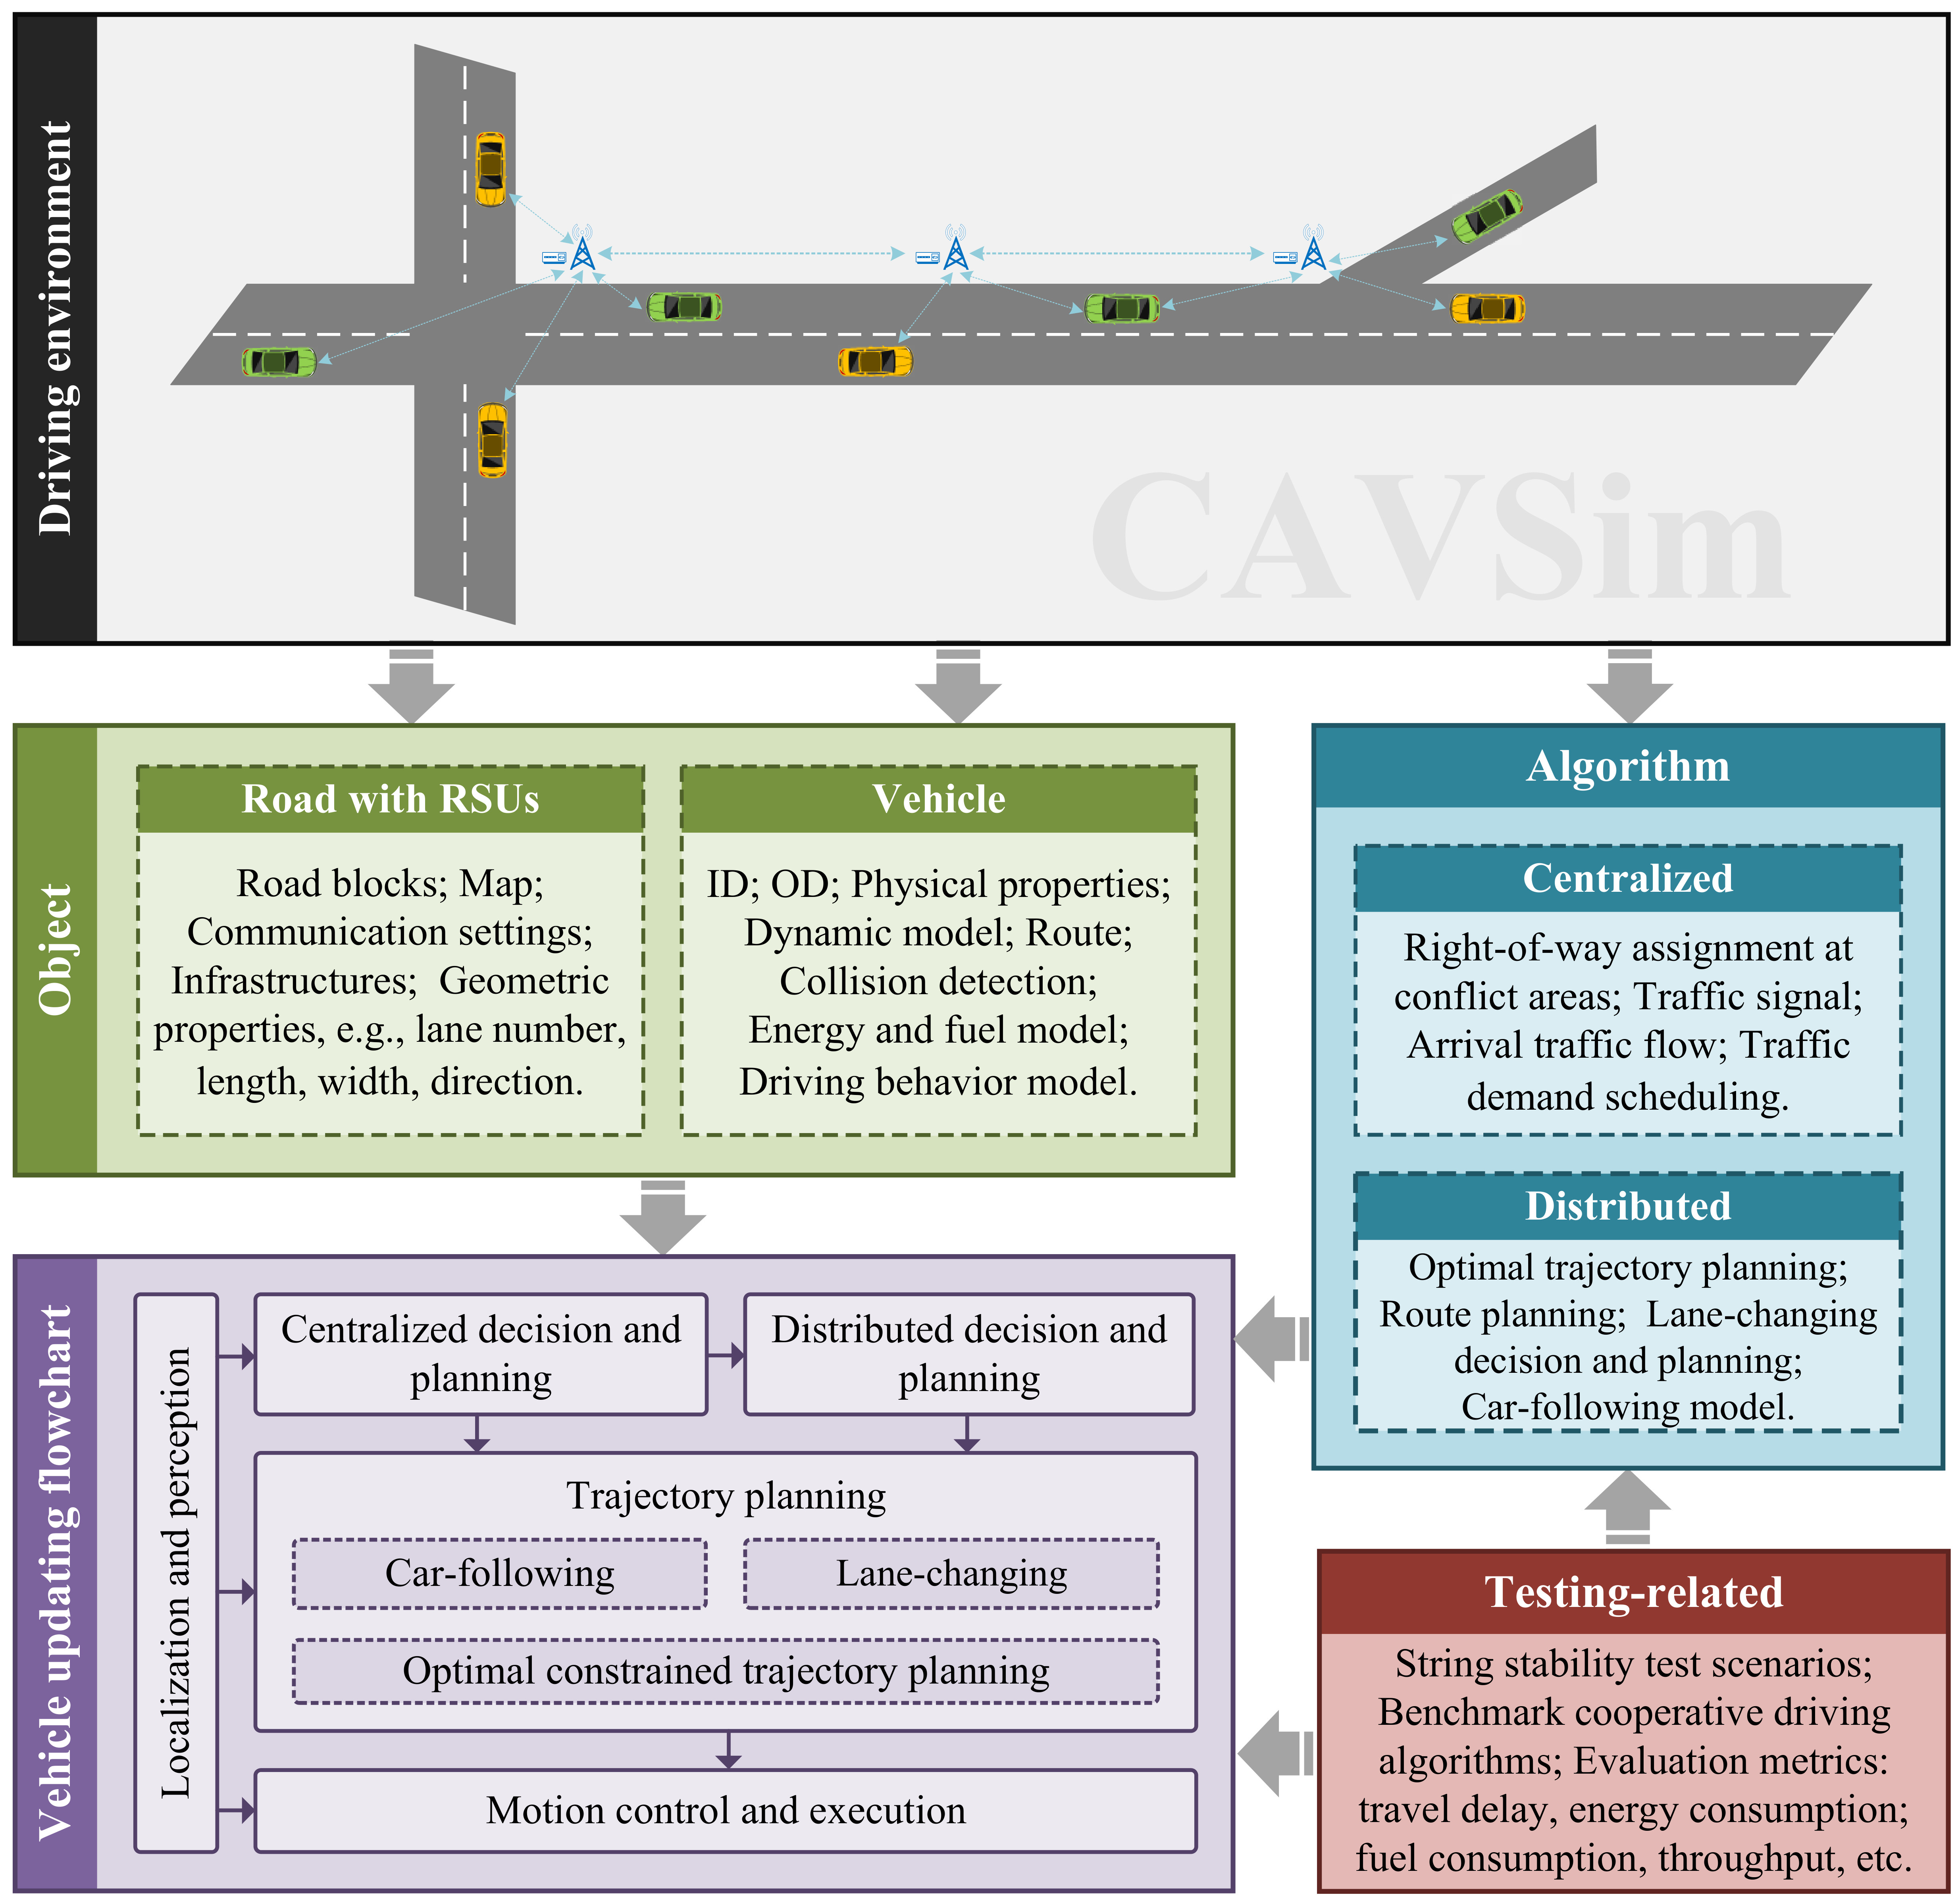 Driving environment
CAVSim
Object
Road with RSUs
Road blocks; Map;
Communication settings;
Infrastructures; Geometric
properties, e.g., lane number,
length, width, direction.
Vehicle
ID; OD; Physical properties;
Dynamic model; Route;
Collision detection;
Energy and fuel model;
Driving behavior model.
Algorithm
Centralized
Right-of-way assignment at
conflict areas; Traffic signal;
Arrival traffic flow; Traffic
demand scheduling.
Distributed
Optimal trajectory planning;
Route planning; Lane-changing
decision and planning;
Car-following model.
Vehicle updating flowchart
Localization and perception
Centralized decision and
planning
Distributed decision and
planning
Trajectory planning
Car-following
Lane-changing
Optimal constrained trajectory planning
Motion control and execution
Testing-related
String stability test scenarios;
Benchmark cooperative driving
algorithms; Evaluation metrics:
travel delay, energy consumption;
fuel consumption, throughput, etc.